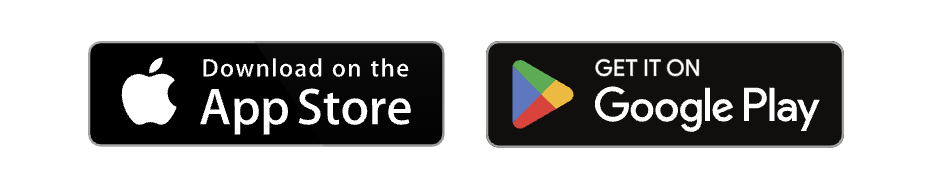 Download on the
App Store
GET IT ON
Google Play